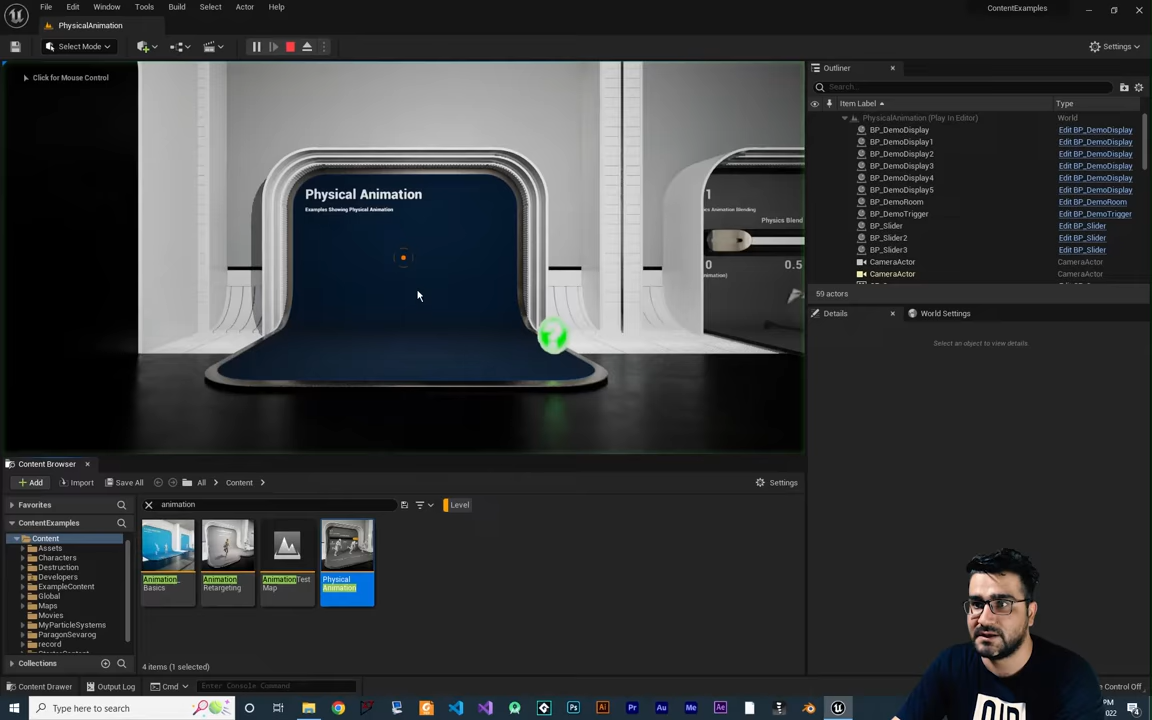 File Edit Window Tools Build Select Actor Help
ContentExamples
PhysicalAnimation
Select Mode
Settings
Click for Mouse Control
Physical Animation
Examples Showing Physical Animation
1
Physics Blend
0
0.5
Outliner
Search...
Item Label
Type
PhysicalAnimation (Play In Editor) World
BP_DemoDisplay Edit BP_DemoDisplay
BP_DemoDisplay1 Edit BP_DemoDisplay
BP_DemoDisplay2 Edit BP_DemoDisplay
BP_DemoDisplay3 Edit BP_DemoDisplay
BP_DemoDisplay4 Edit BP_DemoDisplay
BP_DemoDisplay5 Edit BP_DemoDisplay
BP_DemoRoom Edit BP_DemoRoom
BP_DemoTrigger Edit BP_DemoTrigger
BP_Slider Edit BP_Slider
BP_Slider2 Edit BP_Slider
BP_Slider3 Edit BP_Slider
CameraActor CameraActor
CameraActor CameraActor
59 actors
Details
World Settings
Select an object to view details
Content Browser
Add Import Save All All Content
Settings
Favorites
animation
Level
ContentExamples
Content
Assets
Characters
Destruction
Developers
ExampleContent
Global
Maps
Movies
MyParticleSystems
ParagonSevarog
record
Animation_
Basics
Animation
Retargeting
AnimationTest
Map
Physical
Animation
Collections
4 items (1 selected)
Content Drawer Output Log Cmd Enter Console Command
Control Off
Type here to search
PM